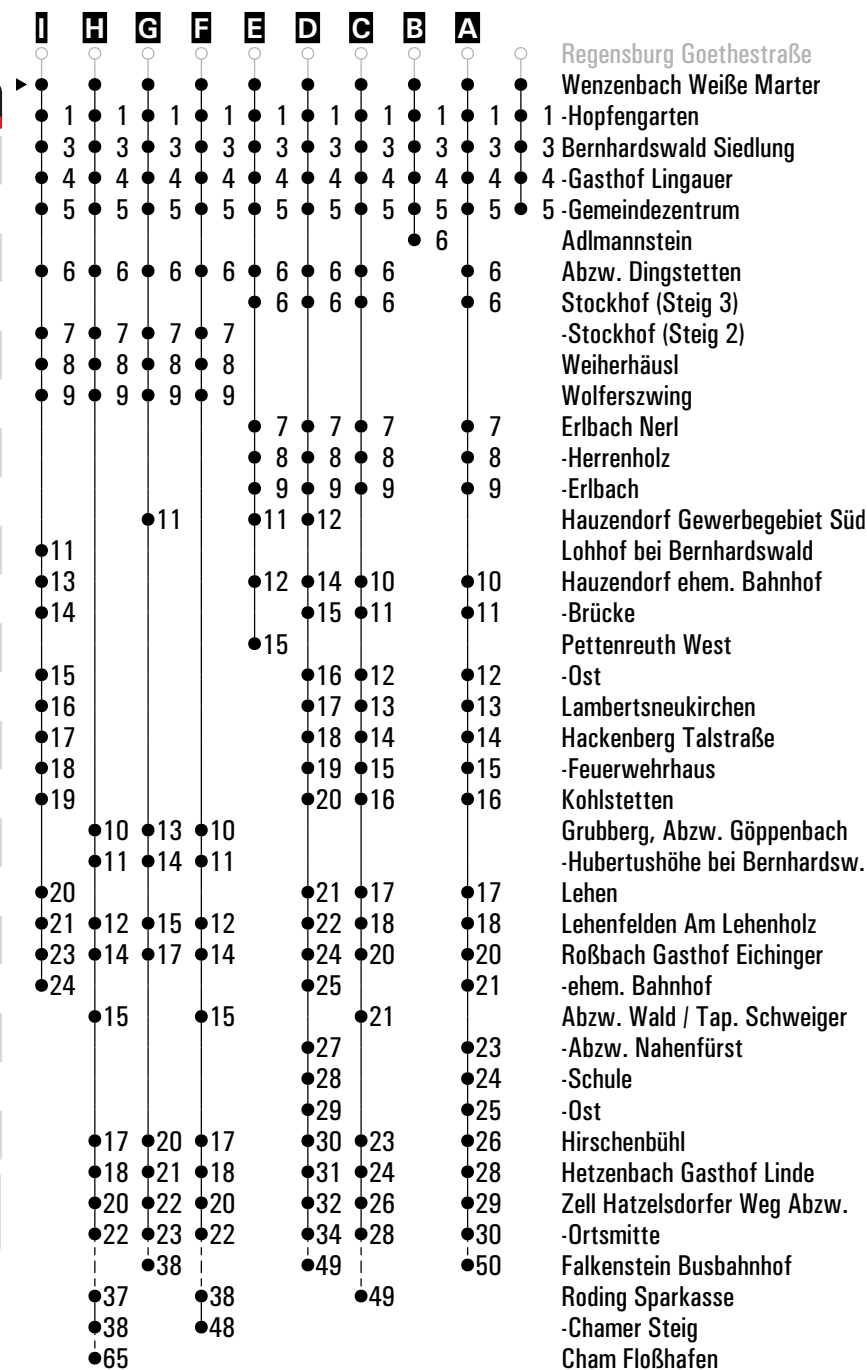 I H G F E D C B A
Regensburg Goethestraße
Wenzenbach Weiße Marter
1 1 1 1 1 1 1 1 1 1 -Hopfengarten
3 3 3 3 3 3 3 3 3 3 Bernhardswald Siedlung
4 4 4 4 4 4 4 4 4 4 -Gasthof Lingauer
5 5 5 5 5 5 5 5 5 5 -Gemeindezentrum
6 Adlmannstein
6 6 6 6 6 6 6 6 Abzw. Dingstetten
6 6 6 6 Stockhof (Steig 3)
7 7 7 7 -Stockhof (Steig 2)
8 8 8 8 Weiherhäusl
9 9 9 9 Wolferszwing
7 7 7 7 Erlbach Nerl
8 8 8 8 -Herrenholz
9 9 9 9 -Erlbach
11 11 12 Hauzendorf Gewerbegebiet Süd
11 Lohhof bei Bernhardswald
13 12 14 10 10 Hauzendorf ehem. Bahnhof
14 15 11 11 -Brücke
15 Pettenreuth West
15 16 12 12 -Ost
16 17 13 13 Lambertsneukirchen
17 18 14 14 Hackenberg Talstraße
18 19 15 15 -Feuerwehrhaus
19 20 16 16 Kohlstetten
10 13 10 Grubberg, Abzw. Göppenbach
11 14 11 -Hubertushöhe bei Bernhardsw.
20 21 17 17 Lehen
21 12 15 12 22 18 18 Lehenfelden Am Lehenholz
23 14 17 14 24 20 20 Roßbach Gasthof Eichinger
24 25 21 -ehem. Bahnhof
15 15 21 Abzw. Wald / Tap. Schweiger
27 23 -Abzw. Nahenfürst
28 24 -Schule
29 25 -Ost
17 20 17 30 23 26 Hirschenbühl
18 21 18 31 24 28 Hetzenbach Gasthof Linde
20 22 20 32 26 29 Zell Hatzelsdorfer Weg Abzw.
22 23 22 34 28 30 -Ortsmitte
38 49 50 Falkenstein Busbahnhof
37 38 49 Roding Sparkasse
38 48 -Chamer Steig
65 Cham Floßhafen